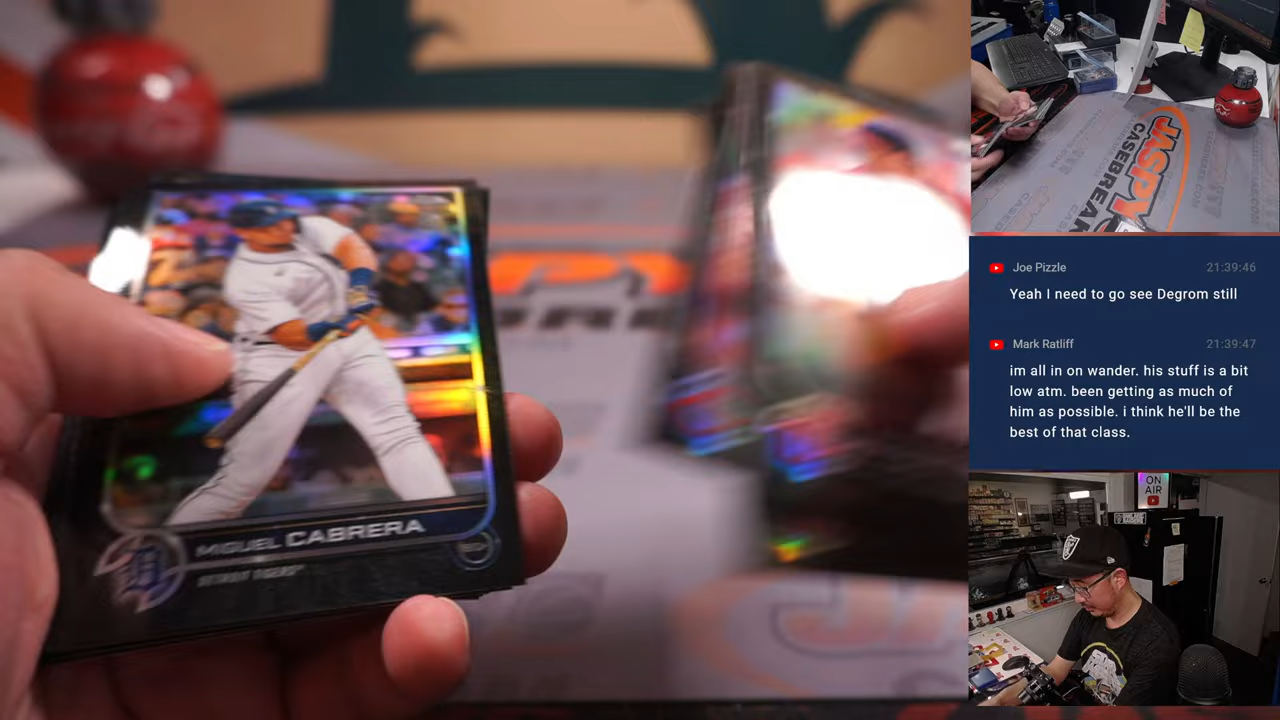 MIGUEL CABRERA
DETROIT TIGERS
JASPY
CASEBREAK
Joe Pizzle 21:39:46
Yeah I need to go see Degrom still
Mark Ratliff 21:39:47
im all in on wander. his stuff is a bit
low atm. been getting as much of
him as possible. i think he'll be the
best of that class.
ON
AIR